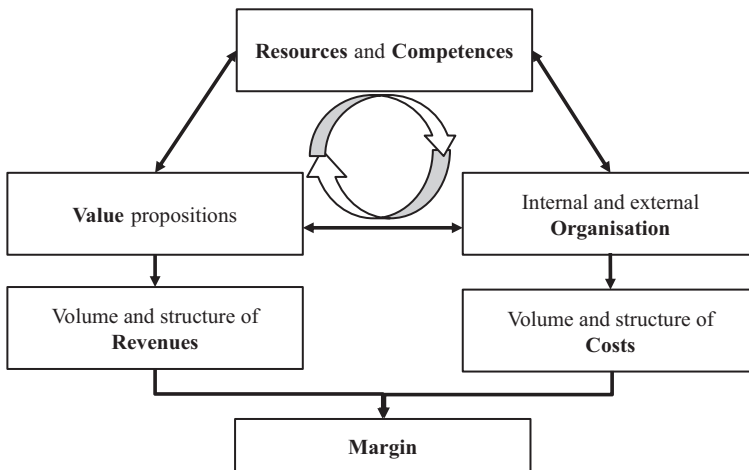 Resources and Competences
Value propositions
Internal and external
Organisation
Volume and structure of
Revenues
Volume and structure of
Costs
Margin